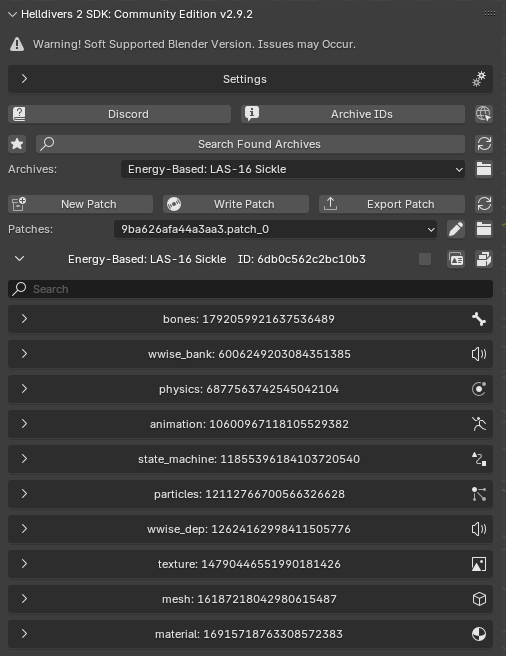 Helldivers 2 SDK: Community Edition v2.9.2
Warning! Soft Supported Blender Version. Issues may Occur.
Settings
Discord Archive IDs
Search Found Archives
Archives: Energy-Based: LAS-16 Sickle
New Patch Write Patch Export Patch
Patches: 9ba626afa44a3aa3.patch_0
Energy-Based: LAS-16 Sickle ID: 6db0c562c2bc10b3
Search
bones: 1792059921637536489
wwise_bank: 6006249203084351385
physics: 6877563742545042104
animation: 10600967118105529382
state_machine: 11855396184103720540
particles: 12112766700566326628
wwise_dep: 12624162998411505776
texture: 14790446551990181426
mesh: 16187218042980615487
material: 16915718763308572383